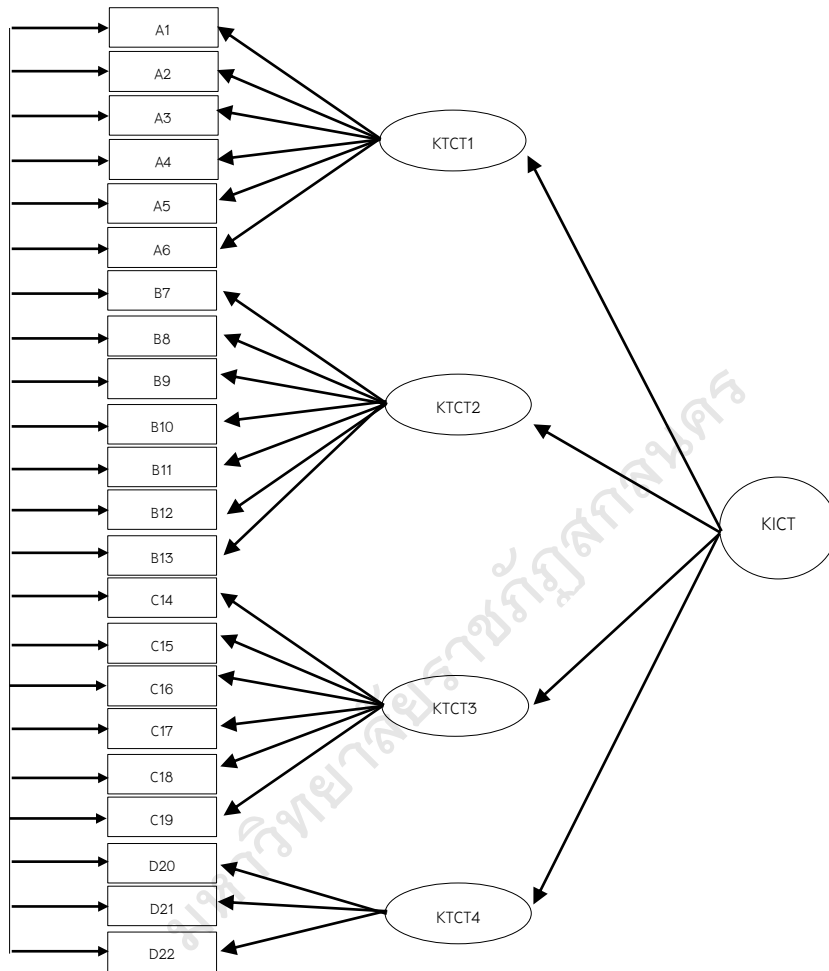 A1
A2
A3
A4
A5
A6
B7
B8
B9
B10
B11
B12
B13
C14
C15
C16
C17
C18
C19
D20
D21
D22
KTCT1
KTCT2
KTCT3
KTCT4
KICT
มหาวิทยาลัยราชภัฏสกลนคร